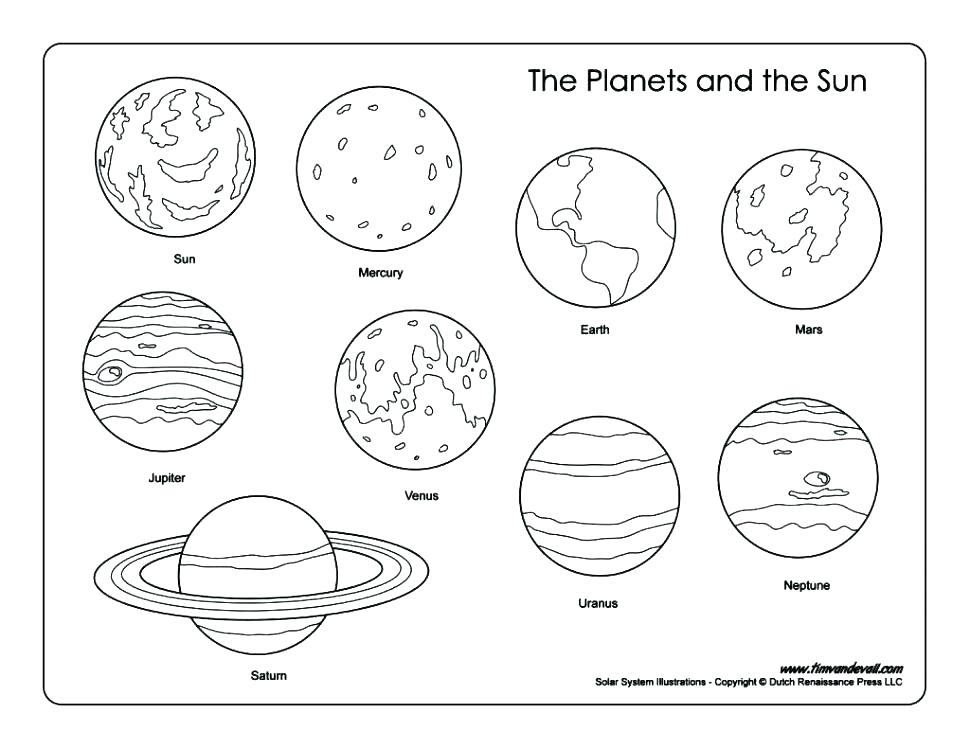 The Planets and the Sun
Sun
Mercury
Earth
Mars
Jupiter
Venus
Uranus
Neptune
Saturn
www.timvandevall.com
Solar System Illustrations - Copyright © Dutch Renaissance Press LLC